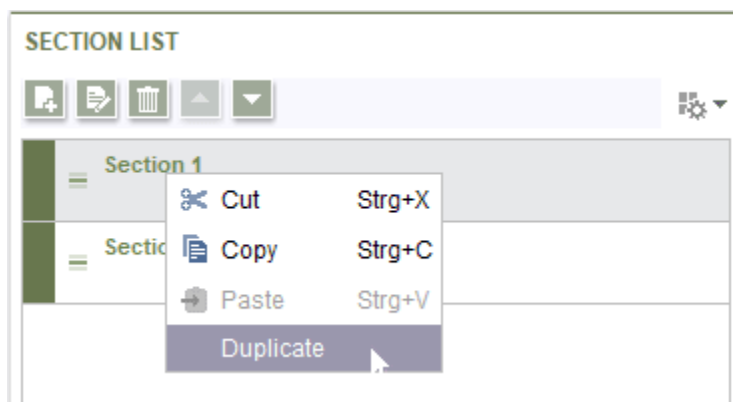 SECTION LIST
Section 1
Cut Strg+X
Sectio
Copy Strg+C
Paste Strg+V
Duplicate